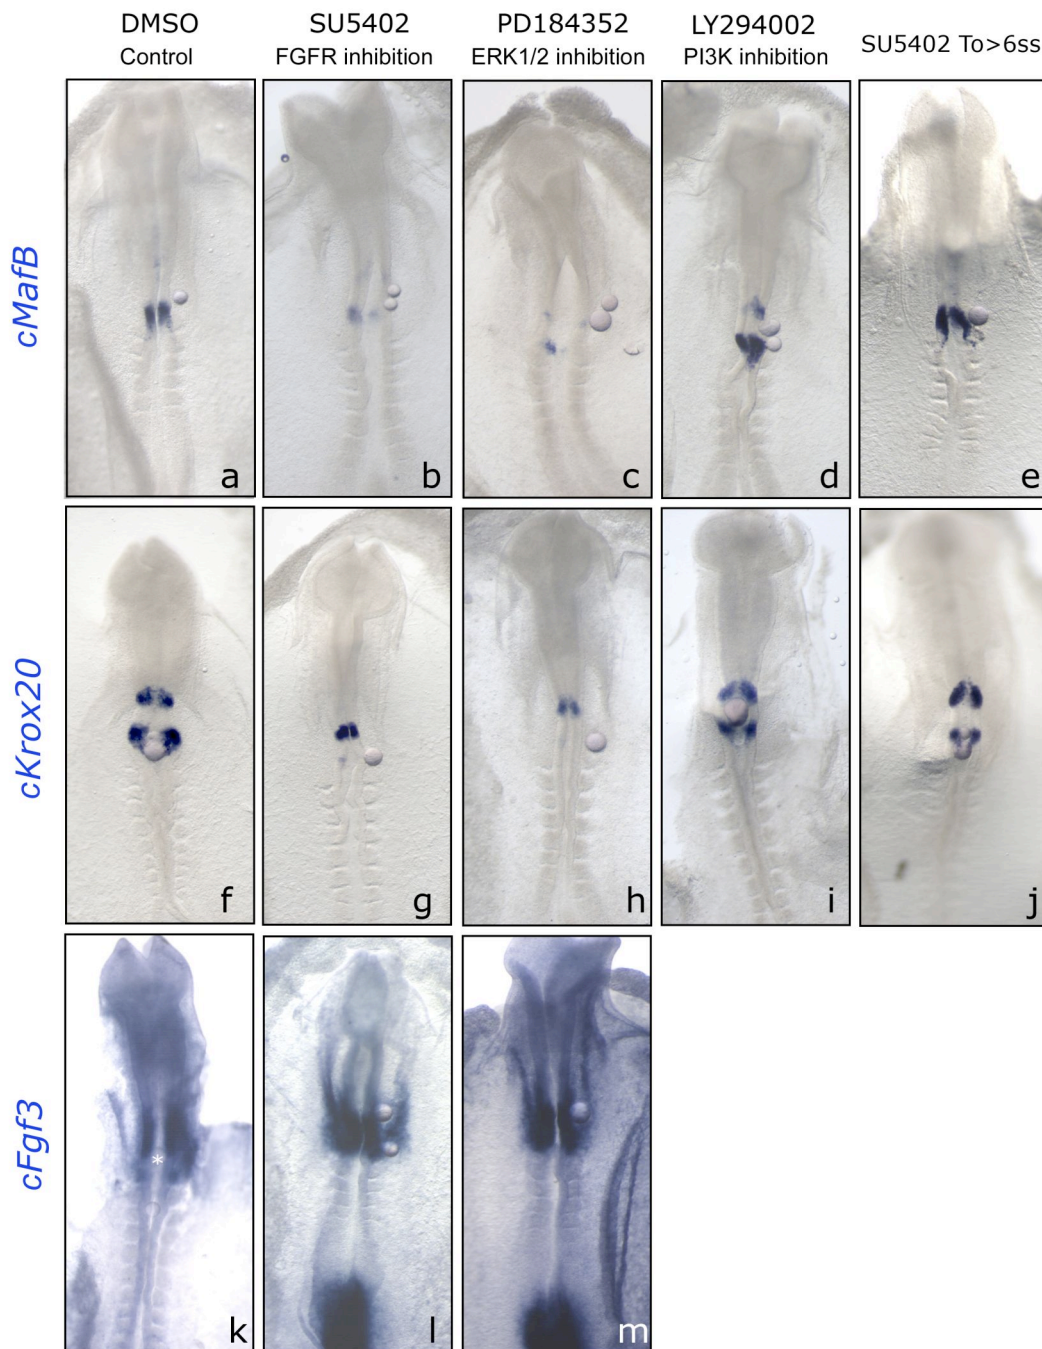 DMSO
Control
SU5402
FGFR inhibition
PD184352
ERK1/2 inhibition
LY294002
PI3K inhibition
SU5402 To>6ss
cMafB
a
b
c
d
e
cKrox20
f
g
h
i
j
cFgf3
*
k
l
m